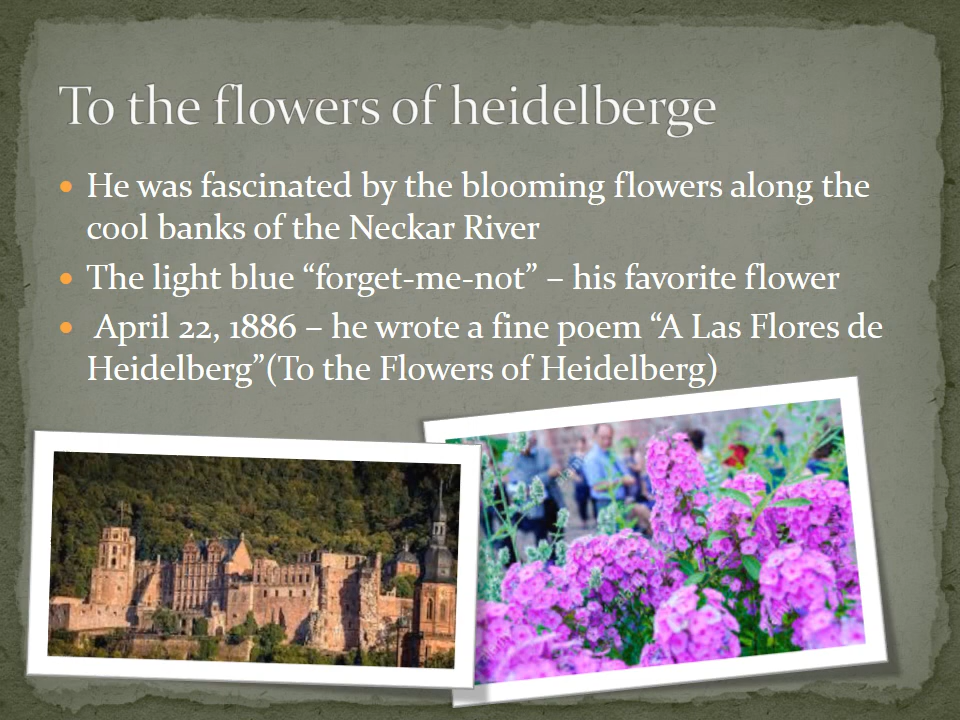 To the flowers of heidelberge
• He was fascinated by the blooming flowers along the
cool banks of the Neckar River
• The light blue “forget-me-not” – his favorite flower
• April 22, 1886 – he wrote a fine poem “A Las Flores de
Heidelberg”(To the Flowers of Heidelberg)